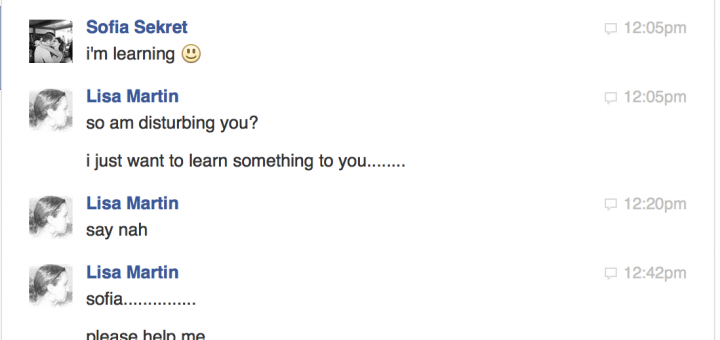 Sofia Sekret 12:05pm
i'm learning
Lisa Martin 12:05pm
so am disturbing you?
i just want to learn something to you........
Lisa Martin 12:20pm
say nah
Lisa Martin 12:42pm
sofia...............
please help me